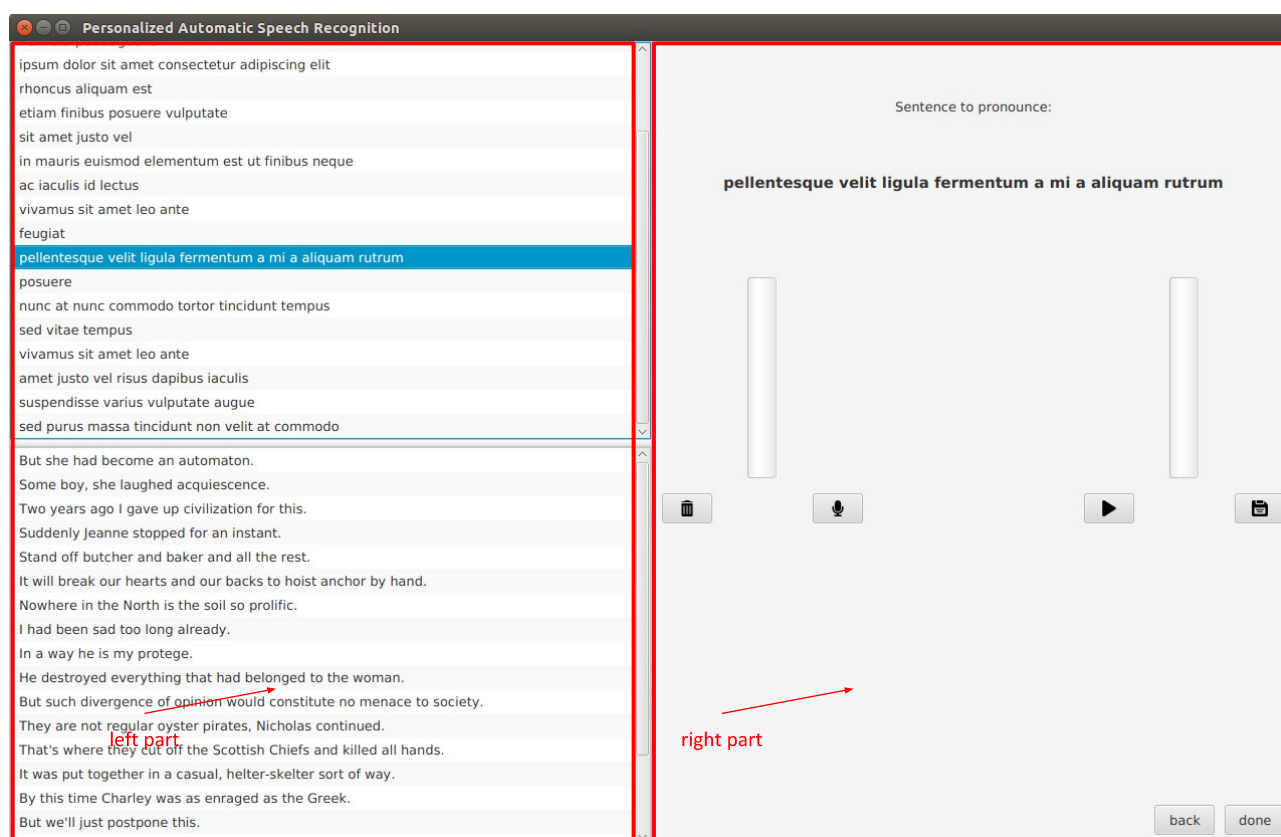 Personalized Automatic Speech Recognition
ipsum dolor sit amet consectetur adipiscing elit
rhoncus aliquam est
etiam finibus posuere vulputate
sit amet justo vel
in mauris euismod elementum est ut finibus neque
ac iaculis id lectus
vivamus sit amet leo ante
feugiat
pellentesque velit ligula fermentum a mi a aliquam rutrum
posuere
nunc at nunc commodo tortor tincidunt tempus
sed vitae tempus
vivamus sit amet leo ante
amet justo vel risus dapibus iaculis
suspendisse varius vulputate augue
sed purus massa tincidunt non velit at commodo
But she had become an automaton.
Some boy, she laughed acquiescence.
Two years ago I gave up civilization for this.
Suddenly Jeanne stopped for an instant.
Stand off butcher and baker and all the rest.
It will break our hearts and our backs to hoist anchor by hand.
Nowhere in the North is the soil so prolific.
I had been sad too long already.
In a way he is my protege.
He destroyed everything that had belonged to the woman.
But such divergence of opinion would constitute no menace to society.
They are not regular oyster pirates, Nicholas continued.
left part
That's where they cut off the Scottish Chiefs and killed all hands.
It was put together in a casual, helter-skelter sort of way.
By this time Charley was as enraged as the Greek.
But we'll just postpone this.
Sentence to pronounce:
pellentesque velit ligula fermentum a mi a aliquam rutrum
right part
back
done